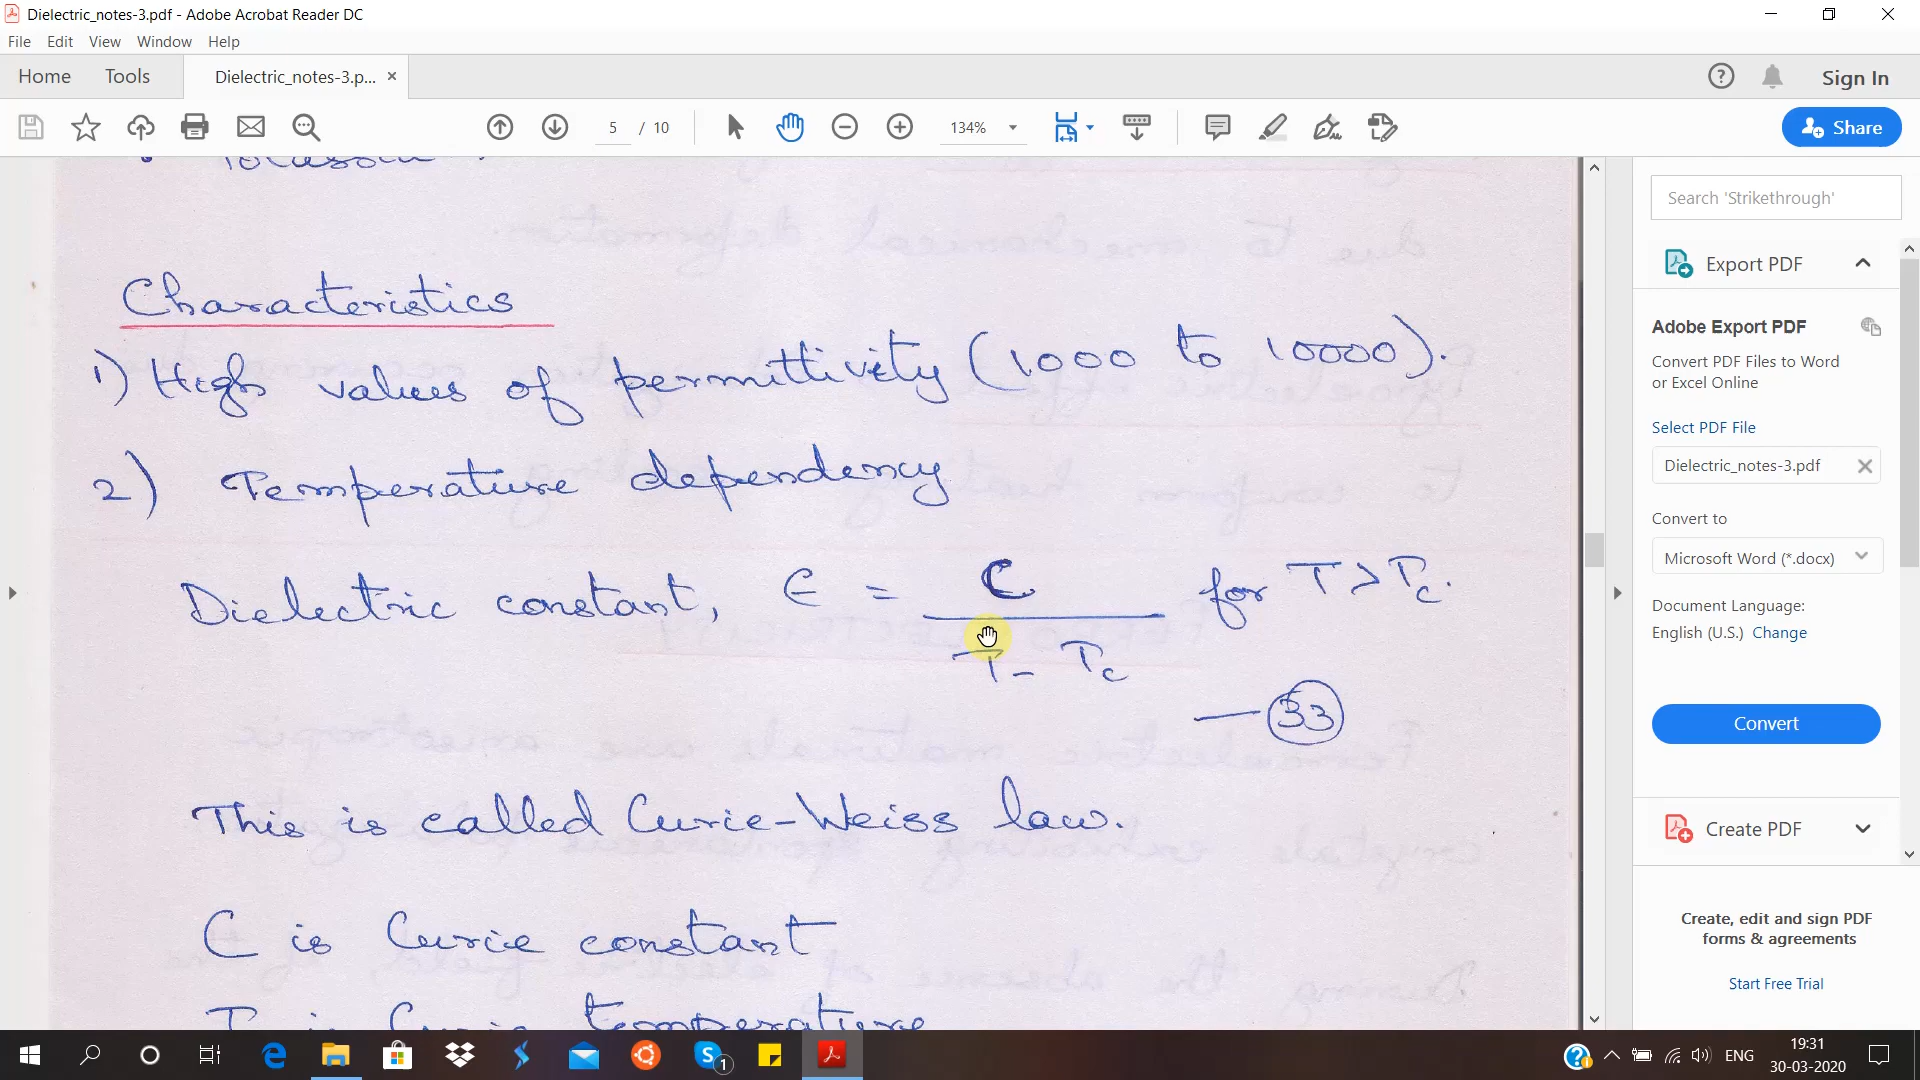 Dielectric_notes-3.pdf - Adobe Acrobat Reader DC
File Edit View Window Help
Home Tools Dielectric_notes-3.p... × Sign In
5 / 10 134% Share
Characteristics
1) High values of permittivity (1000 to 10000).
2) Temperature dependency
Dielectric constant, ϵ = C / (T - Tc) for T > Tc.
— 33
This is called Curie-Weiss law.
C is Curie constant
Tc is Curie temperature
Search 'Strikethrough'
Export PDF
Adobe Export PDF
Convert PDF Files to Word
or Excel Online
Select PDF File
Dielectric_notes-3.pdf
Convert to
Microsoft Word (*.docx)
Document Language:
English (U.S.) Change
Convert
Create PDF
Create, edit and sign PDF
forms & agreements
Start Free Trial
1 ENG 19:31
30-03-2020